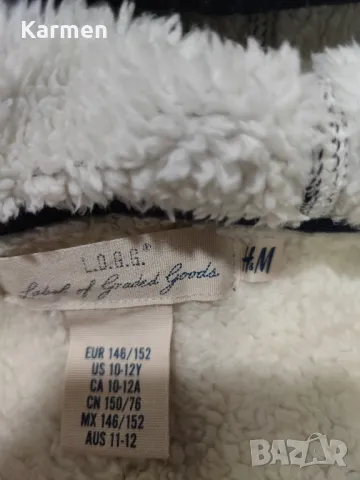 Karmen
L.O.G.G.®
Label of Graded Goods
H&M
EUR 146/152
US 10-12Y
CA 10-12A
CN 150/76
MX 146/152
AUS 11-12
BAZAR